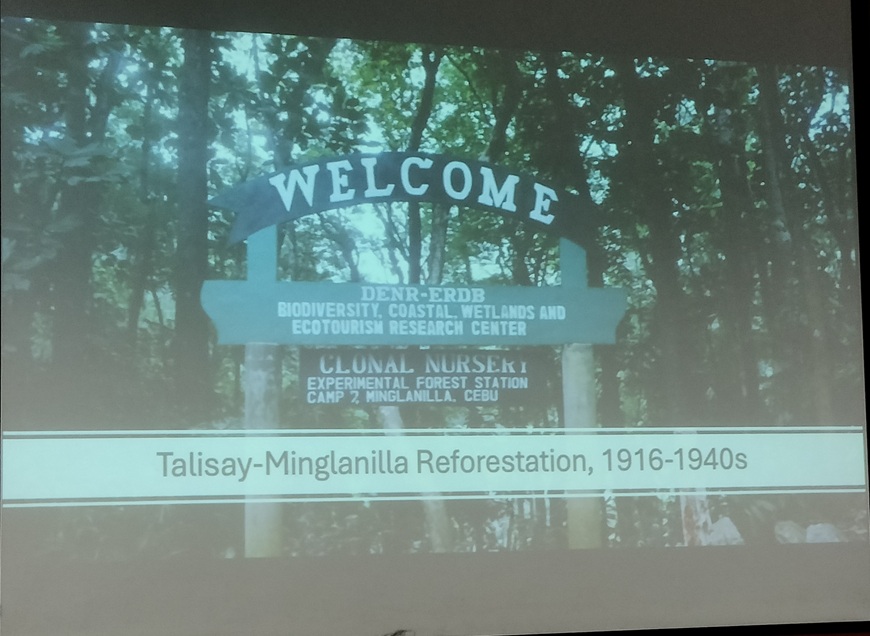 WELCOME
DENR-ERDB
BIODIVERSITY, COASTAL, WETLANDS AND
ECOTOURISM RESEARCH CENTER
CLONAL NURSERY
EXPERIMENTAL FOREST STATION
CAMP 7, MINGLANILLA, CEBU
Talisay-Minglanilla Reforestation, 1916-1940s